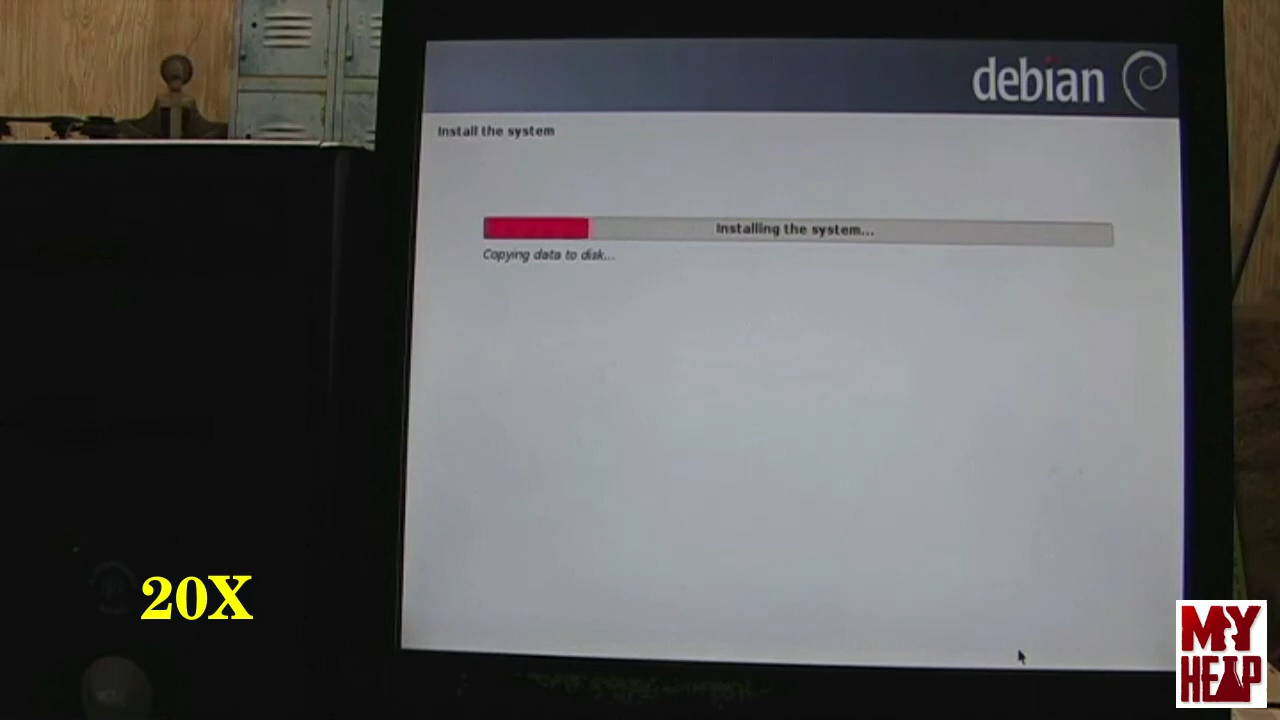 debian
Install the system
Installing the system...
Copying data to disk...
20X
MY
HEAP